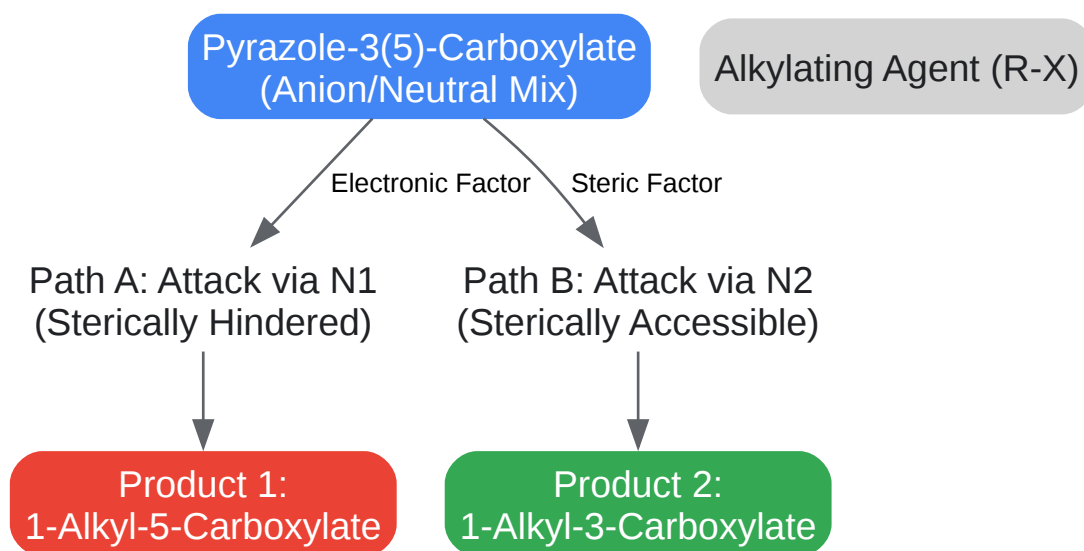 Pyrazole-3(5)-Carboxylate
(Anion/Neutral Mix)
Alkylating Agent (R-X)
Electronic Factor
Steric Factor
Path A: Attack via N1
(Sterically Hindered)
Path B: Attack via N2
(Sterically Accessible)
Product 1:
1-Alkyl-5-Carboxylate
Product 2:
1-Alkyl-3-Carboxylate